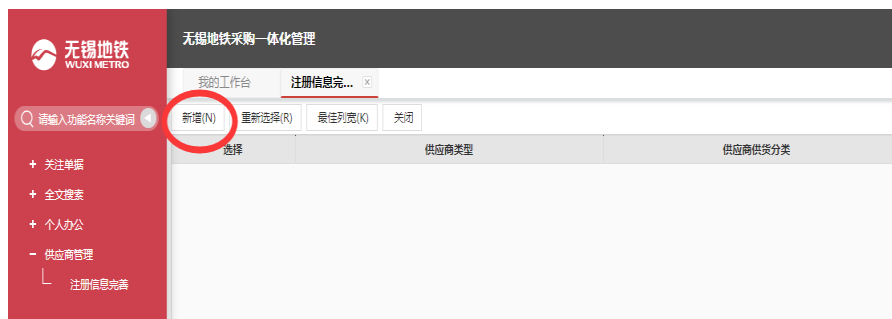 无锡地铁
WUXI METRO
无锡地铁采购一体化管理
我的工作台 注册信息完... x
请输入功能名称关键词
新增(N) 重新选择(R) 最佳列宽(K) 关闭
选择 供应商类型 供应商供货分类
+ 关注单据
+ 全文搜索
+ 个人办公
- 供应商管理
注册信息完善